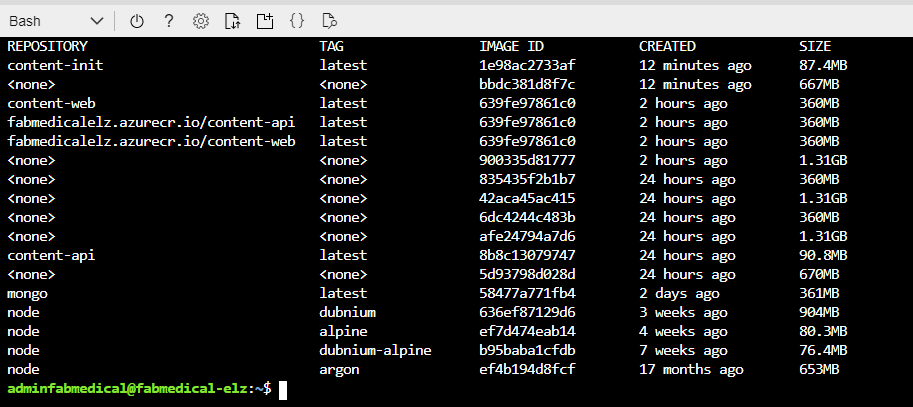 Bash
REPOSITORY TAG IMAGE ID CREATED SIZE
content-init latest 1e98ac2733af 12 minutes ago 87.4MB
<none> <none> bbdc381d8f7c 12 minutes ago 667MB
content-web latest 639fe97861c0 2 hours ago 360MB
fabmedicalelz.azurecr.io/content-api latest 639fe97861c0 2 hours ago 360MB
fabmedicalelz.azurecr.io/content-web latest 639fe97861c0 2 hours ago 360MB
<none> <none> 900335d81777 2 hours ago 1.31GB
<none> <none> 835435f2b1b7 24 hours ago 360MB
<none> <none> 42aca45ac415 24 hours ago 1.31GB
<none> <none> 6dc4244c483b 24 hours ago 360MB
<none> <none> afe24794a7d6 24 hours ago 1.31GB
content-api latest 8b8c13079747 24 hours ago 90.8MB
<none> <none> 5d93798d028d 24 hours ago 670MB
mongo latest 58477a771fb4 2 days ago 361MB
node dubnium 636ef87129d6 3 weeks ago 904MB
node alpine ef7d474eab14 4 weeks ago 80.3MB
node dubnium-alpine b95baba1cfdb 7 weeks ago 76.4MB
node argon ef4b194d8fcf 17 months ago 653MB
adminfabmedical@fabmedical-elz:~$